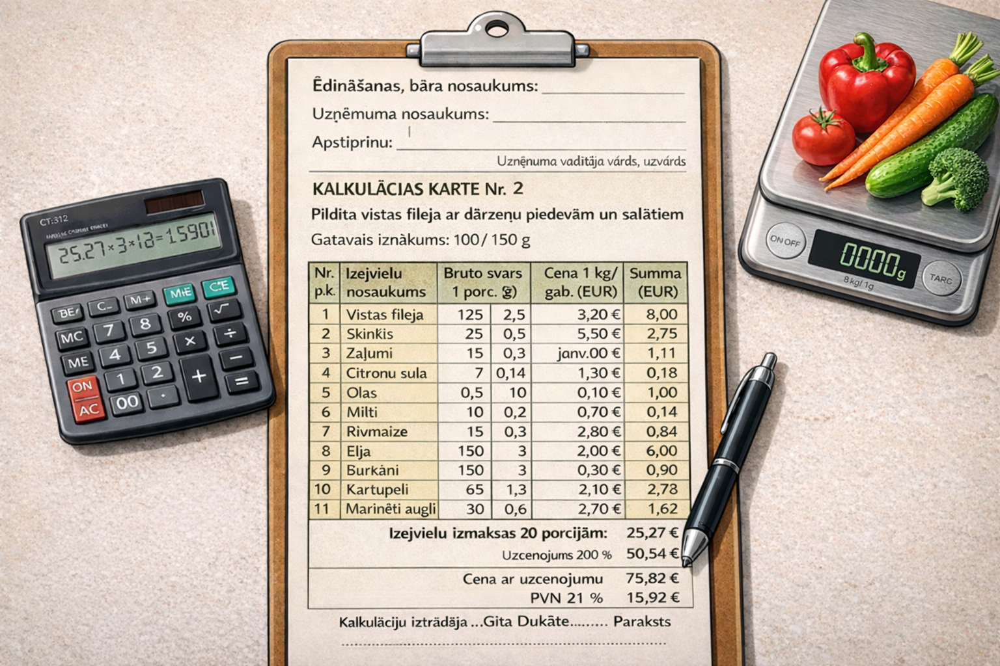 Ēdināšanas, bāra nosaukums:
Uzņēmuma nosaukums:
Apstiprinu:
Uzņēnuma vadītāja vārds, uzvārds
KALKULĀCIAS KARTE Nr. 2
Pildita vistas fileja ar dārzeņu piedevām un salātiem
Gatavais iznākums: 100/150 g
Nr. p.k. Izejvielu nosaukums Bruto svars 1 porc. (g) Cena 1 kg/ gab. (EUR) Summa (EUR)
1 Vistas fileja 125 2,5 3,20 € 8,00
2 Skinkis 25 0,5 5,50 € 2,75
3 Zaļumi 15 0,3 janv.00 € 1,11
4 Citronu sula 7 0,14 1,30 € 0,18
5 Olas 0,5 10 0,10 € 1,00
6 Milti 10 0,2 0,70 € 0,14
7 Rivmaize 15 0,3 2,80 € 0,84
8 Elja 150 3 2,00 € 6,00
9 Burkāni 150 3 0,30 € 0,90
10 Kartupeli 65 1,3 2,10 € 2,78
11 Marinēti augli 30 0,6 2,70 € 1,62
Izejvielu izmaksas 20 porcijām: 25,27 €
Uzcenojums 200 % 50,54 €
Cena ar uzcenojumu 75,82 €
PVN 21 % 15,92 €
Kalkulāciju iztrādāja ...Gita Dukāte......... Paraksts
CT:312
25.27×3×12=15901
C- M+ M±E C:E
MC 7 8 % √
ME 4 5 × ÷
ON 1 2 + −
AC 00 . =
ON OFF 0000g TARC
8 kg/1g